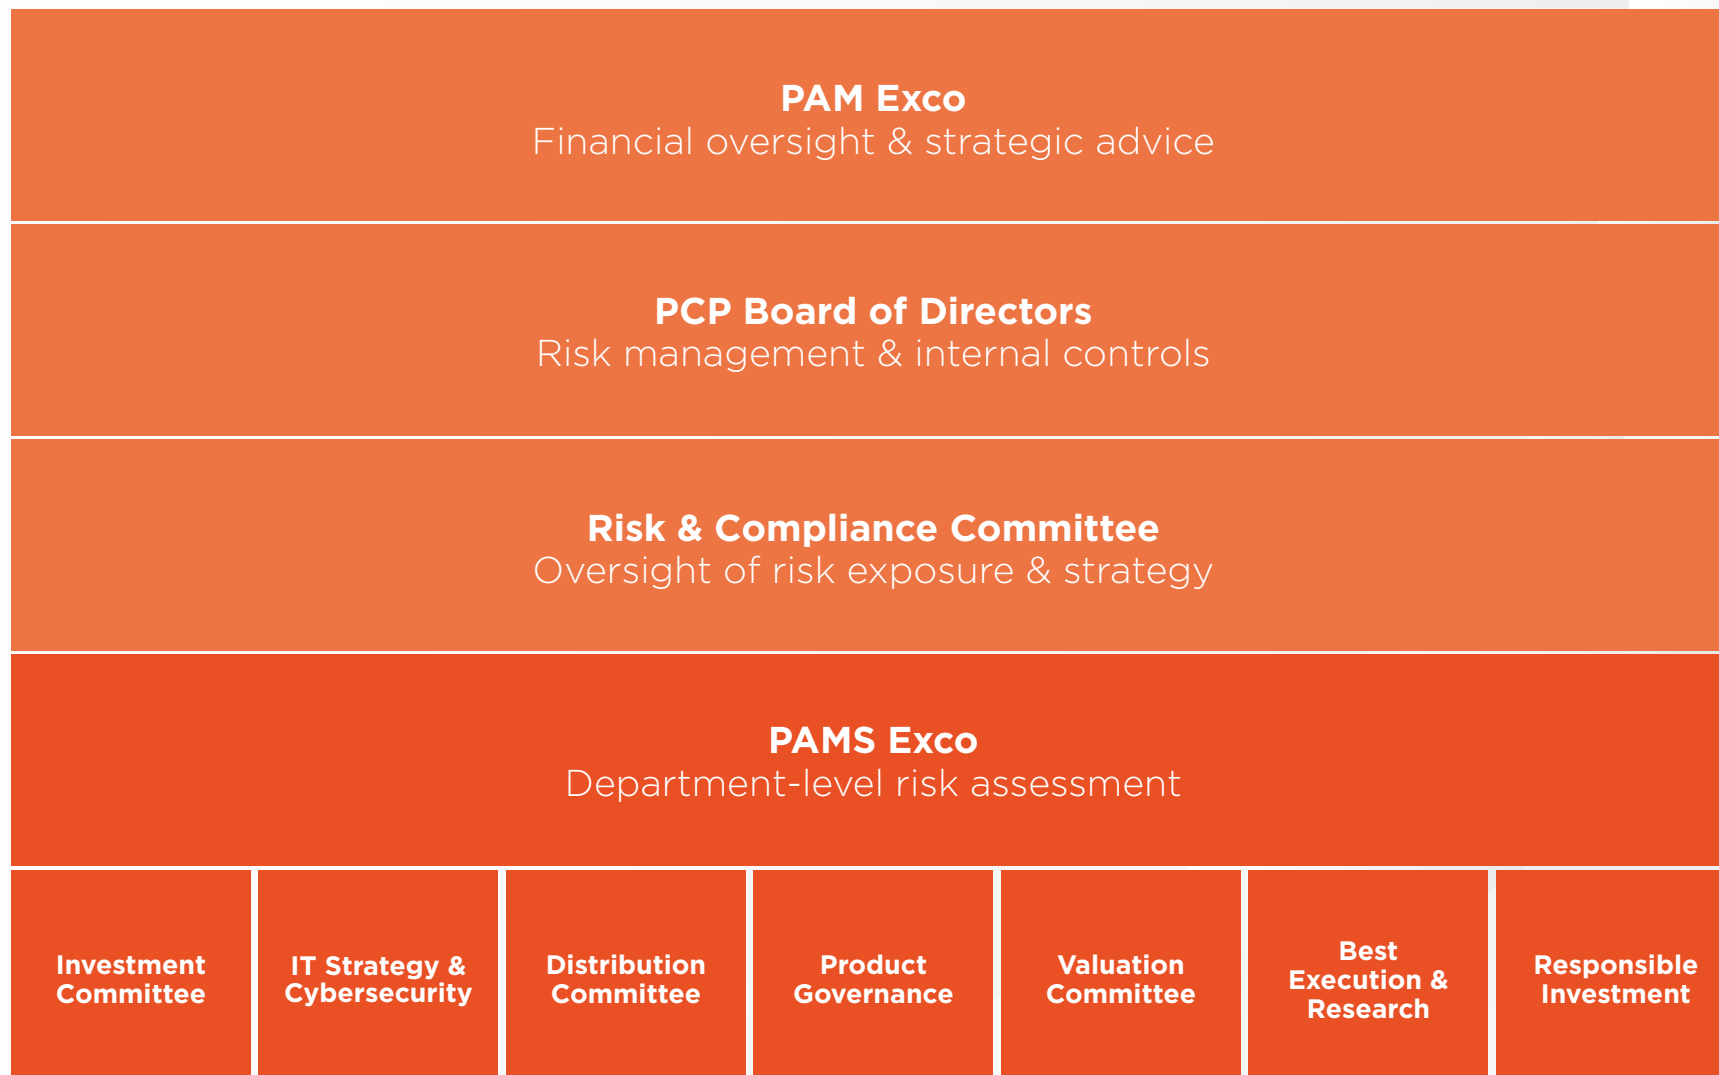 PAM Exco
Financial oversight & strategic advice
PCP Board of Directors
Risk management & internal controls
Risk & Compliance Committee
Oversight of risk exposure & strategy
PAMS Exco
Department-level risk assessment
Investment
Committee
IT Strategy &
Cybersecurity
Distribution
Committee
Product
Governance
Valuation
Committee
Best
Execution &
Research
Responsible
Investment